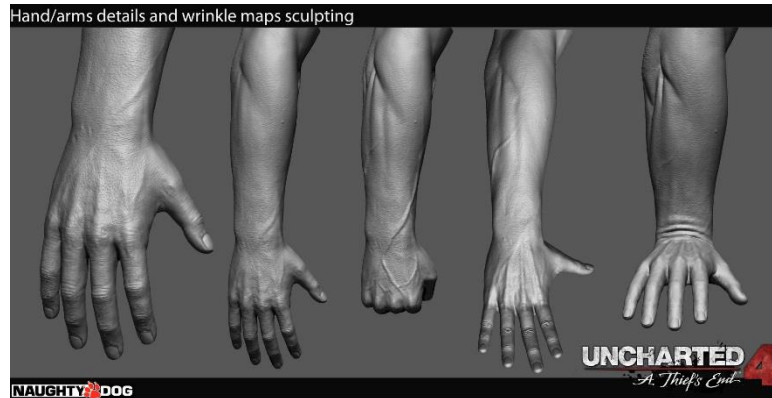 Hand/arms details and wrinkle maps sculpting
UNCHARTED 4
A Thief's End
NAUGHTY DOG